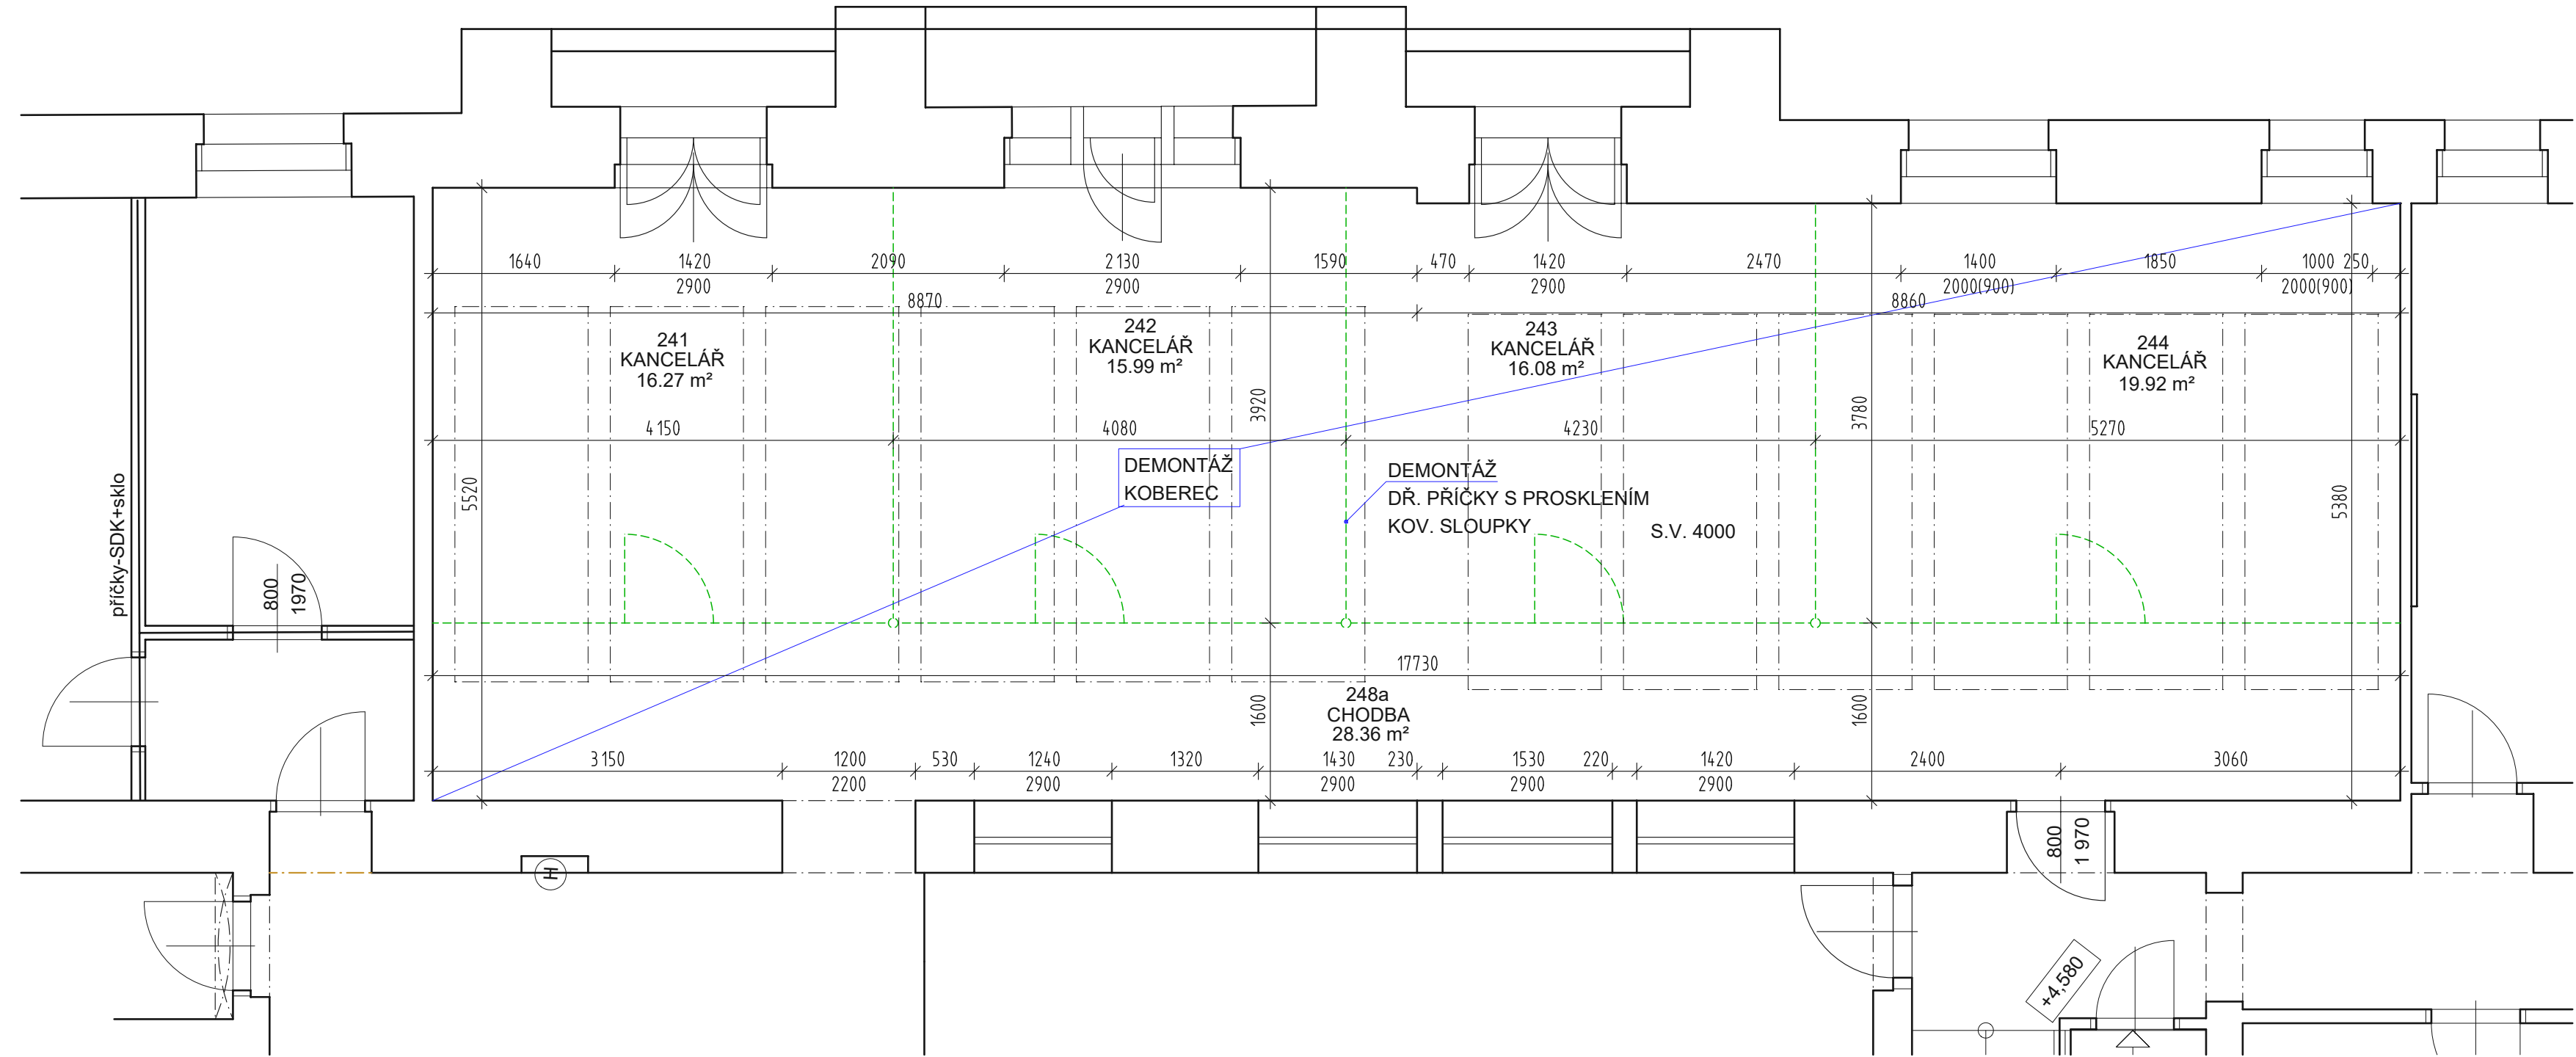 1640
1420
2900
2090
2130
2900
1590
470
1420
2900
2470
1400
2000(900)
1850
1000
2000(900)
250
8870
8860
241
KANCELÁŘ
16.27 m²
242
KANCELÁŘ
15.99 m²
243
KANCELÁŘ
16.08 m²
244
KANCELÁŘ
19.92 m²
4150
4080
4230
5270
3920
3780
5520
5380
DEMONTÁŽ
KOBEREC
DEMONTÁŽ
DŘ. PŘÍČKY S PROSKLENÍM
KOV. SLOUPKY
S.V. 4000
příčky-SDK+sklo
800
1970
17730
248a
CHODBA
28.36 m²
1600
1600
3150
1200
2200
530
1240
2900
1320
1430
2900
230
1530
2900
220
1420
2900
2400
3060
800
1 970
H
+4,580